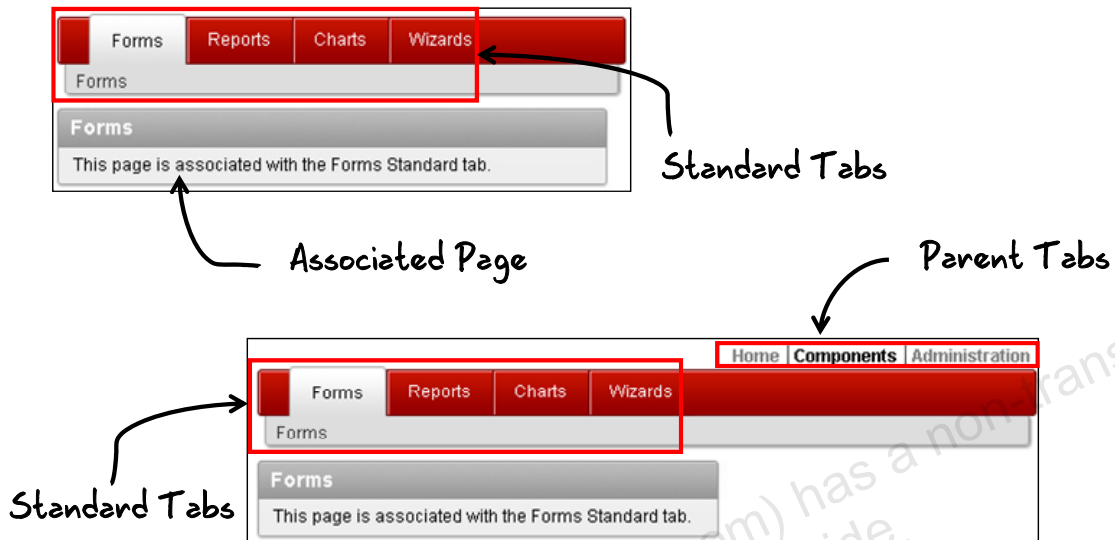 Forms Reports Charts Wizards
Forms
Forms
This page is associated with the Forms Standard tab.
Standard Tabs
Associated Page
Parent Tabs
Home | Components | Administration
Forms Reports Charts Wizards
Forms
Forms
This page is associated with the Forms Standard tab.
Standard Tabs
) has a non-trans